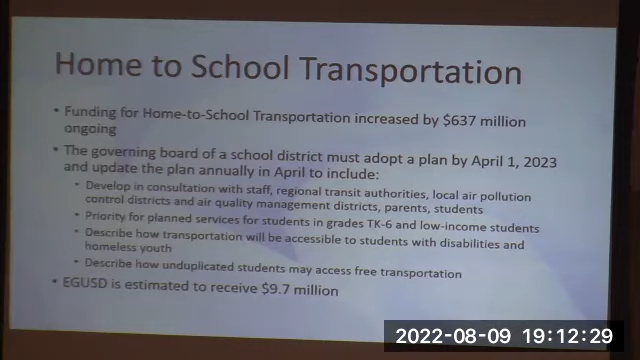 Home to School Transportation
• Funding for Home-to-School Transportation increased by $637 million
ongoing
• The governing board of a school district must adopt a plan by April 1, 2023
and update the plan annually in April to include:
• Develop in consultation with staff, regional transit authorities, local air pollution
control districts and air quality management districts, parents, students
• Priority for planned services for students in grades TK-6 and low-income students
• Describe how transportation will be accessible to students with disabilities and
homeless youth
• Describe how unduplicated students may access free transportation
• EGUSD is estimated to receive $9.7 million
2022-08-09 19:12:29